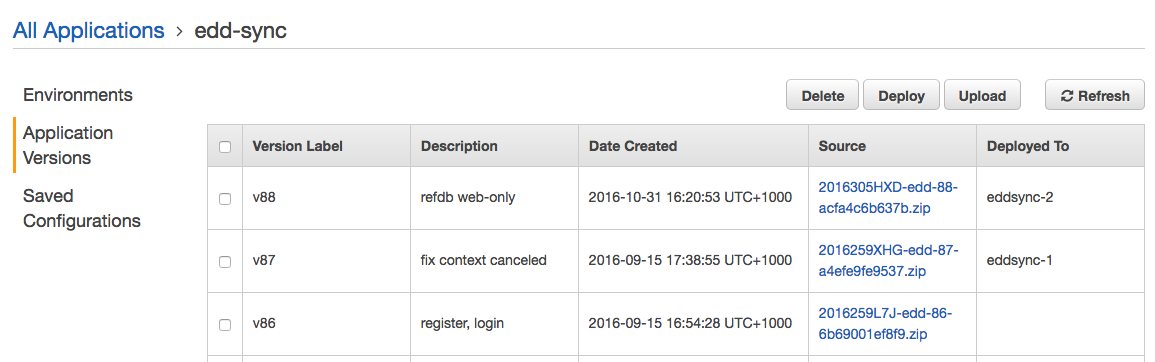 All Applications › edd-sync
Environments
Application
Versions
Saved
Configurations
Delete Deploy Upload Refresh
Version Label Description Date Created Source Deployed To
v88 refdb web-only 2016-10-31 16:20:53 UTC+1000 2016305HXD-edd-88- eddsync-2
acfa4c6b637b.zip
v87 fix context canceled 2016-09-15 17:38:55 UTC+1000 2016259XHG-edd-87- eddsync-1
a4efe9fe9537.zip
v86 register, login 2016-09-15 16:54:28 UTC+1000 2016259L7J-edd-86-
6b69001ef8f9.zip